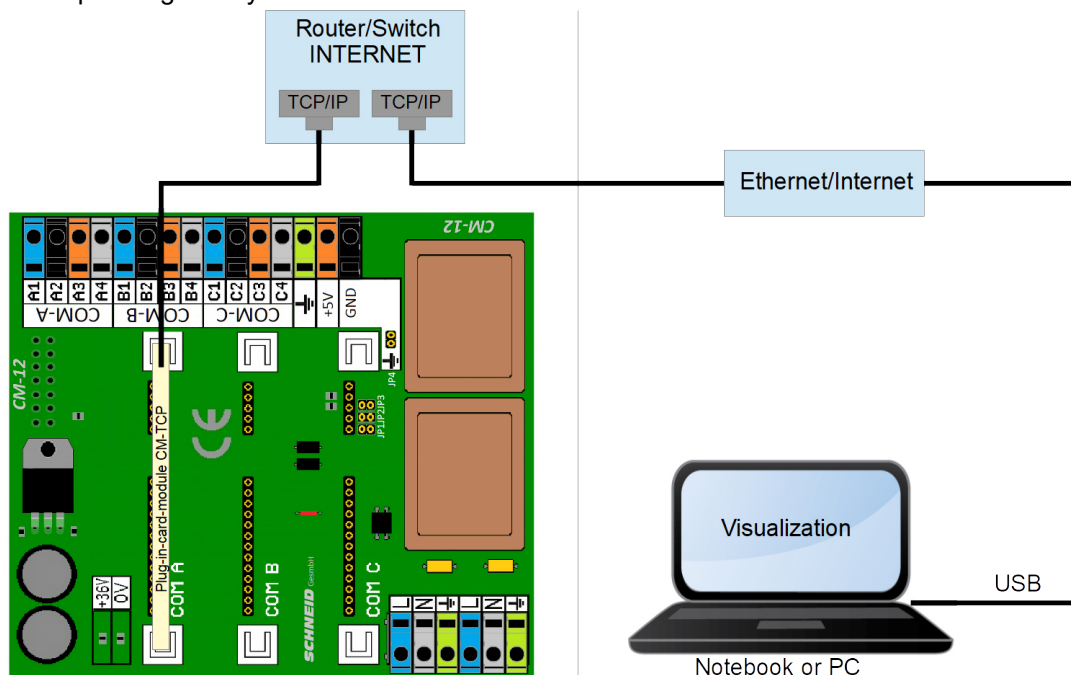 Router/Switch
INTERNET
TCP/IP
TCP/IP
Ethernet/Internet
CM-12
A1
A2
A3
A4
B1
B2
B3
B4
C1
C2
C3
C4
+5V
GND
COM-A
COM-B
COM-C
JP4
CM-12
JP1JP2JP3
Plug-in-card-module CM-TCP
CE
COM A
COM B
COM C
SCHNEID GesmbH
+36V
0V
L
N
L
N
Visualization
USB
Notebook or PC